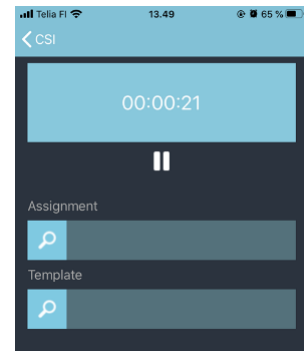 Telia FI 13.49 65 %
CSI
00:00:21
Assignment
Template